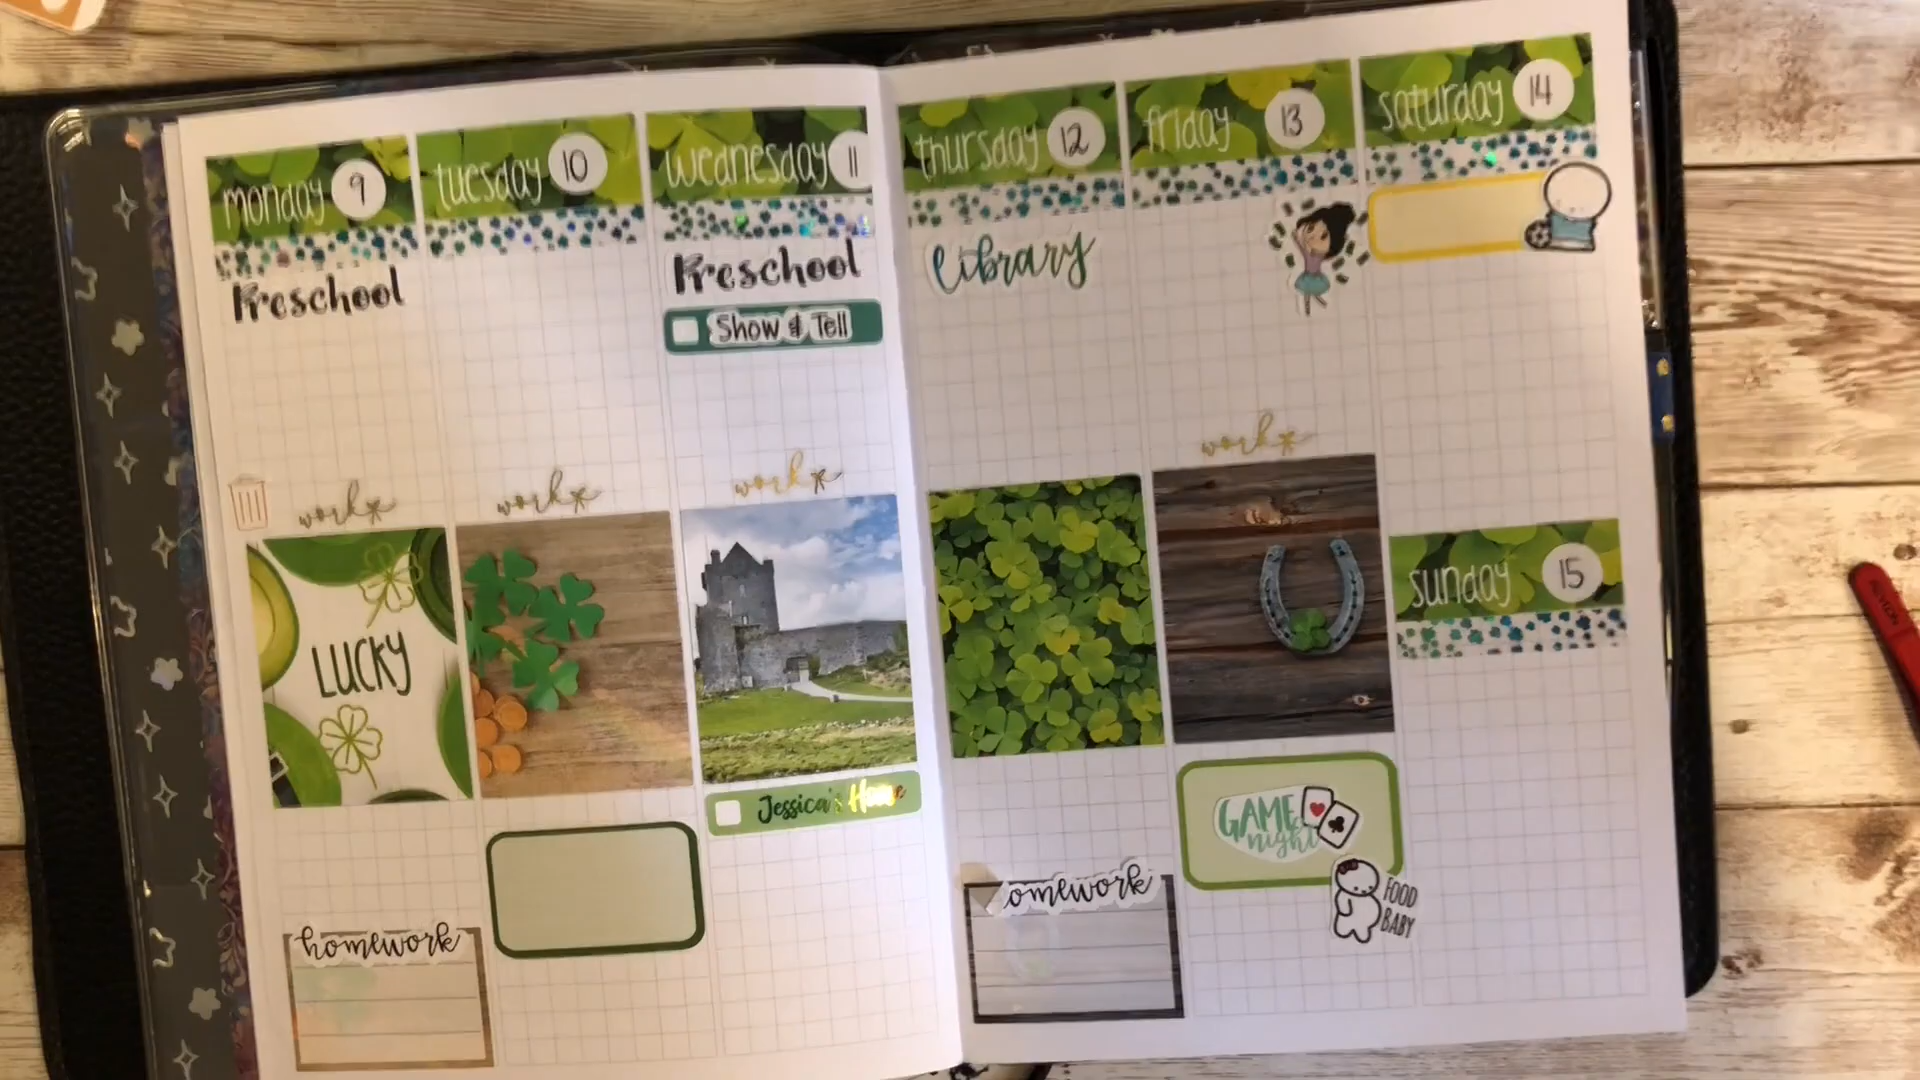 monday 9
Preschool
work
LUCKY
homework
tuesday 10
work
wednesday 11
Preschool
Show & Tell
work
Jessica's
thursday 12
library
omework
friday 13
work
GAME
night
FOOD
BABY
saturday 14
sunday 15
REVLON